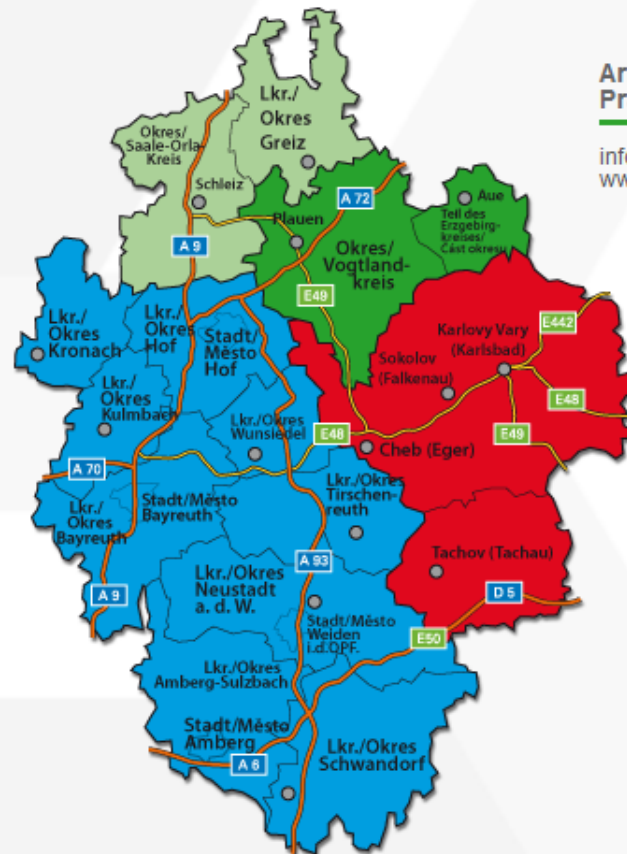 Lkr./
Okres
Greiz
Okres/
Saale-Orla-
Kreis
Schleiz
A 72
Aue
Plauen
Teil des
Erzgebirg-
kreises/
Část okresu
A 9
Okres/
Vogtland-
kreis
E49
Lkr./
Okres
Kronach
Lkr./
Okres
Hof
Stadt/
Město
Hof
E442
Karlovy Vary
(Karlsbad)
Sokolov
(Falkenau)
Lkr./
Okres
Kulmbach
E48
Lkr./Okres
Wunsiedel
E48
E49
Cheb (Eger)
A 70
Lkr./Okres
Tirschen-
reuth
Stadt/Město
Bayreuth
Lkr./
Okres
Bayreuth
Tachov (Tachau)
A 93
Lkr./Okres
Neustadt
a. d. W.
A 9
D 5
Stadt/Město
Weiden
i.d.OPF.
E50
Lkr./Okres
Amberg-Sulzbach
Stadt/Město
Amberg
A 6
Lkr./Okres
Schwandorf